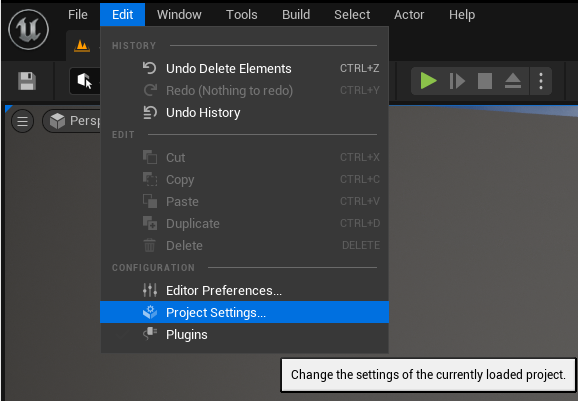 File Edit Window Tools Build Select Actor Help
HISTORY
Undo Delete Elements CTRL+Z
Redo (Nothing to redo) CTRL+Y
Undo History
Persp
EDIT
Cut CTRL+X
Copy CTRL+C
Paste CTRL+V
Duplicate CTRL+D
Delete DELETE
CONFIGURATION
Editor Preferences...
Project Settings...
Plugins
Change the settings of the currently loaded project.